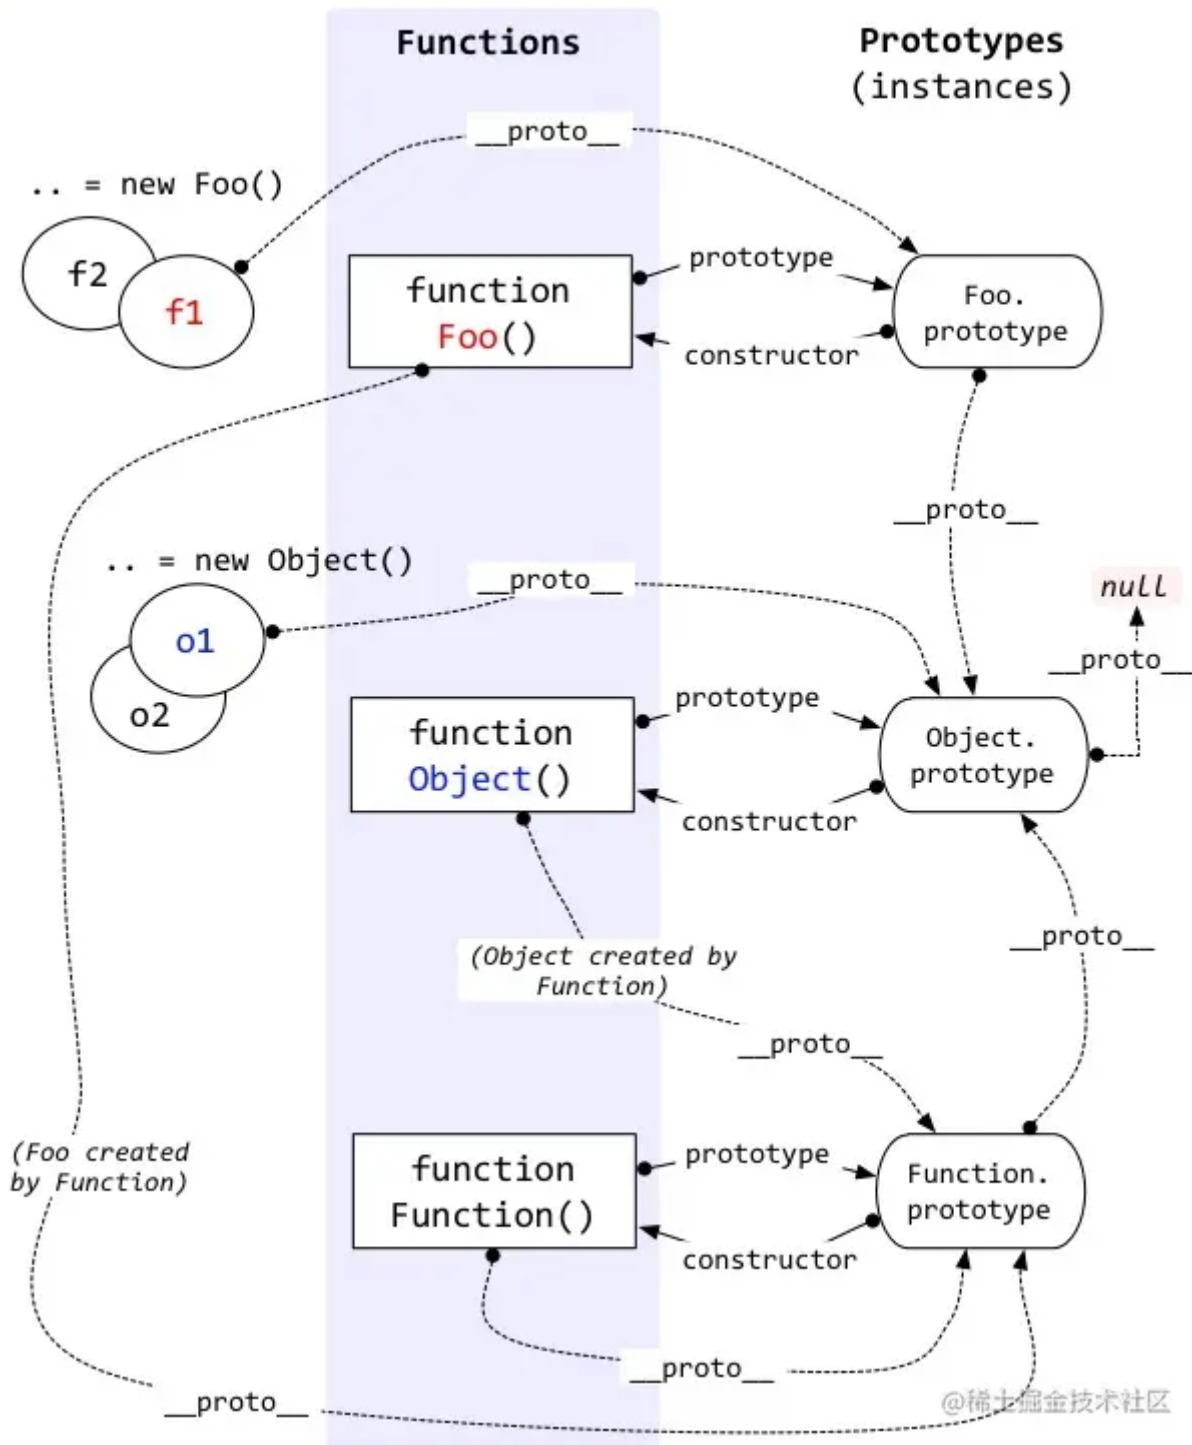 Functions
Prototypes
(instances)
__proto__
.. = new Foo()
f2
f1
function
Foo()
prototype
constructor
Foo.
prototype
__proto__
.. = new Object()
__proto__
null
__proto__
o1
o2
function
Object()
prototype
constructor
Object.
prototype
__proto__
(Object created by
Function)
__proto__
(Foo created
by Function)
function
Function()
prototype
constructor
Function.
prototype
__proto__
__proto__
@稀土掘金技术社区